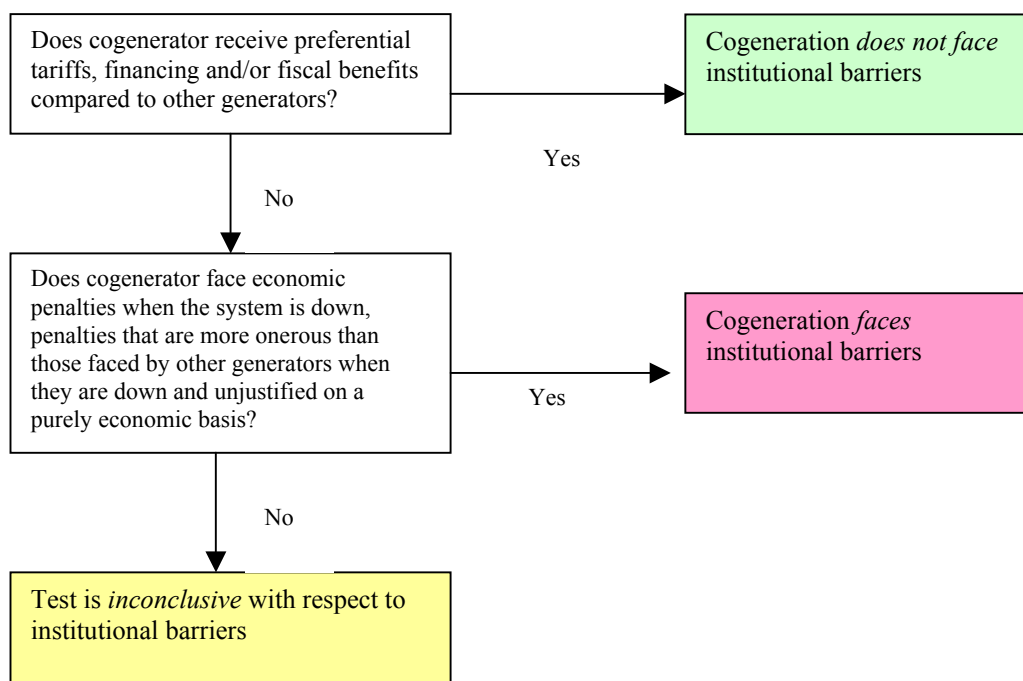 Does cogenerator receive preferential
tariffs, financing and/or fiscal benefits
compared to other generators?
Cogeneration does not face
institutional barriers
Yes
No
Does cogenerator face economic
penalties when the system is down,
penalties that are more onerous than
those faced by other generators when
they are down and unjustified on a
purely economic basis?
Cogeneration faces
institutional barriers
Yes
No
Test is inconclusive with respect to
institutional barriers